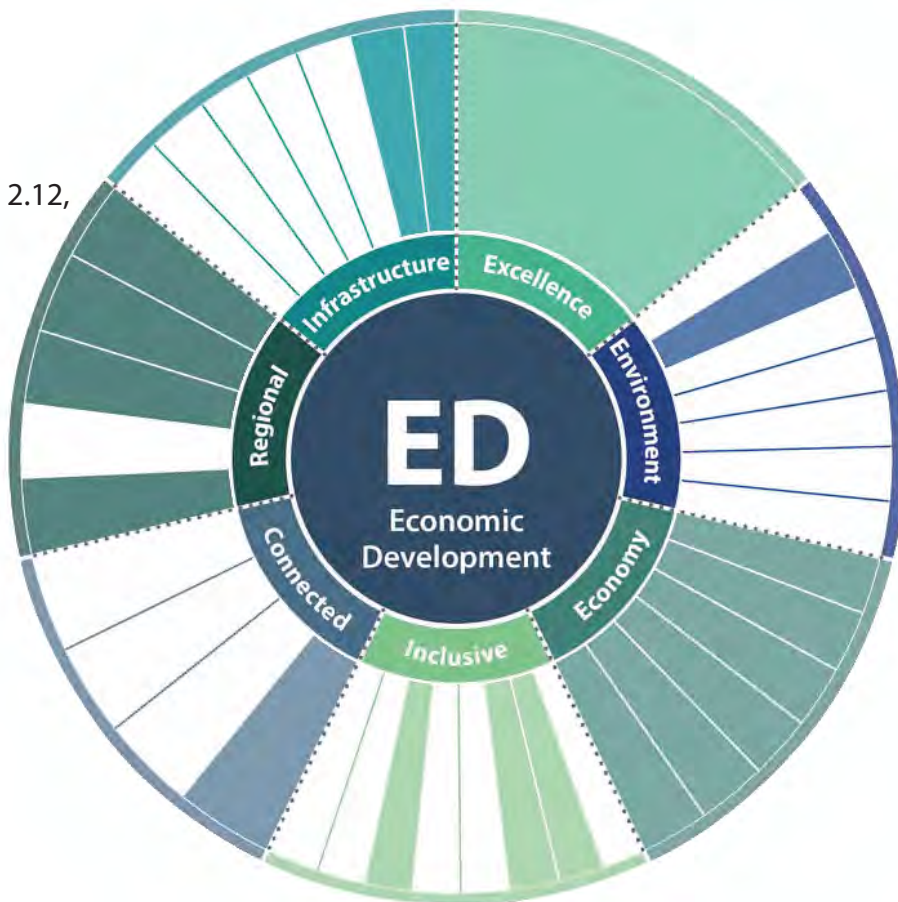 2.12,
Infrastructure
Excellence
Environment
Regional
ED
Economic
Development
Connected
Economy
Inclusive